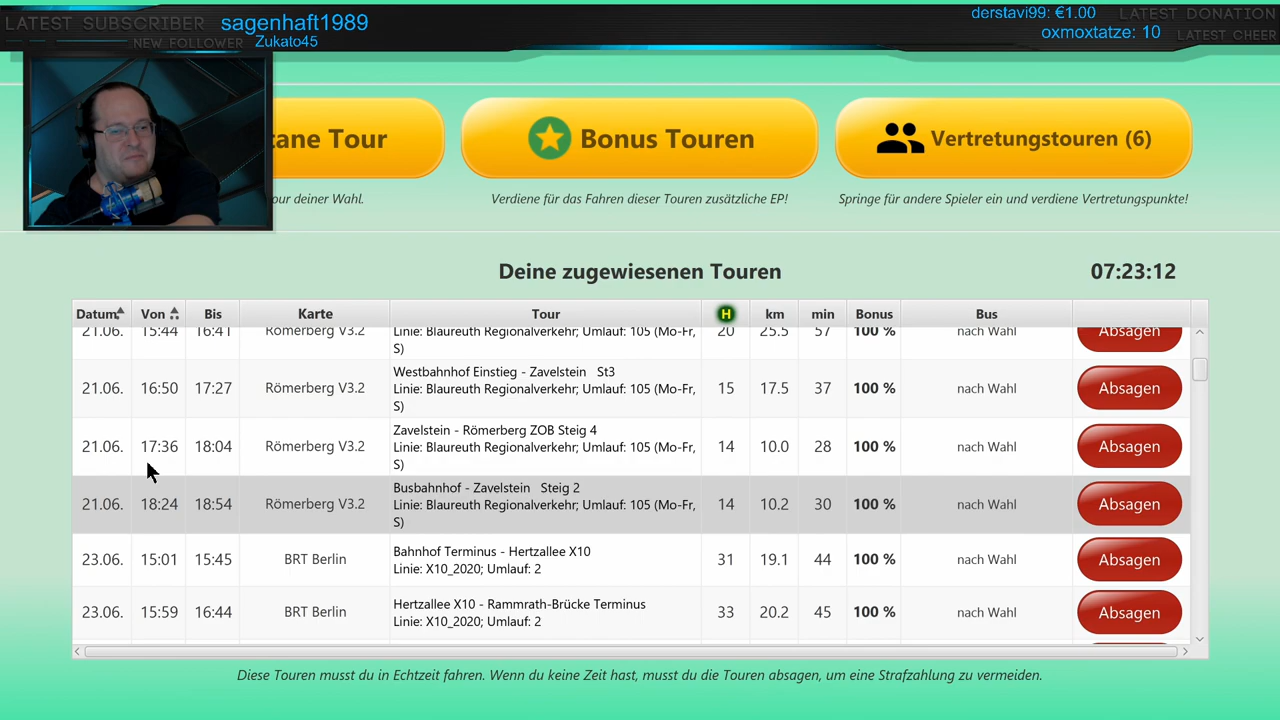 LATEST SUBSCRIBER sagenhaft1989
NEW FOLLOWER Zukato45
derstavi99: €1.00 LATEST DONATION
oxmoxtatze: 10 LATEST CHEER
tane Tour
Bonus Touren
Vertretungstouren (6)
our deiner Wahl.
Verdiene für das Fahren dieser Touren zusätzliche EP!
Springe für andere Spieler ein und verdiene Vertretungspunkte!
Deine zugewiesenen Touren
07:23:12
Datum Von Bis Karte Tour H km min Bonus Bus
21.06. 15:44 16:41 Römerberg V3.2 Linie: Blaureuth Regionalverkehr; Umlauf: 105 (Mo-Fr, 20 25.5 57 100 % nach Wahl Absagen
S)
Westbahnhof Einstieg - Zavelstein St3
21.06. 16:50 17:27 Römerberg V3.2 Linie: Blaureuth Regionalverkehr; Umlauf: 105 (Mo-Fr, 15 17.5 37 100 % nach Wahl Absagen
S)
Zavelstein - Römerberg ZOB Steig 4
21.06. 17:36 18:04 Römerberg V3.2 Linie: Blaureuth Regionalverkehr; Umlauf: 105 (Mo-Fr, 14 10.0 28 100 % nach Wahl Absagen
S)
Busbahnhof - Zavelstein Steig 2
21.06. 18:24 18:54 Römerberg V3.2 Linie: Blaureuth Regionalverkehr; Umlauf: 105 (Mo-Fr, 14 10.2 30 100 % nach Wahl Absagen
S)
Bahnhof Terminus - Hertzallee X10
23.06. 15:01 15:45 BRT Berlin Linie: X10_2020; Umlauf: 2 31 19.1 44 100 % nach Wahl Absagen
Hertzallee X10 - Rammrath-Brücke Terminus
23.06. 15:59 16:44 BRT Berlin Linie: X10_2020; Umlauf: 2 33 20.2 45 100 % nach Wahl Absagen
Diese Touren musst du in Echtzeit fahren. Wenn du keine Zeit hast, musst du die Touren absagen, um eine Strafzahlung zu vermeiden.